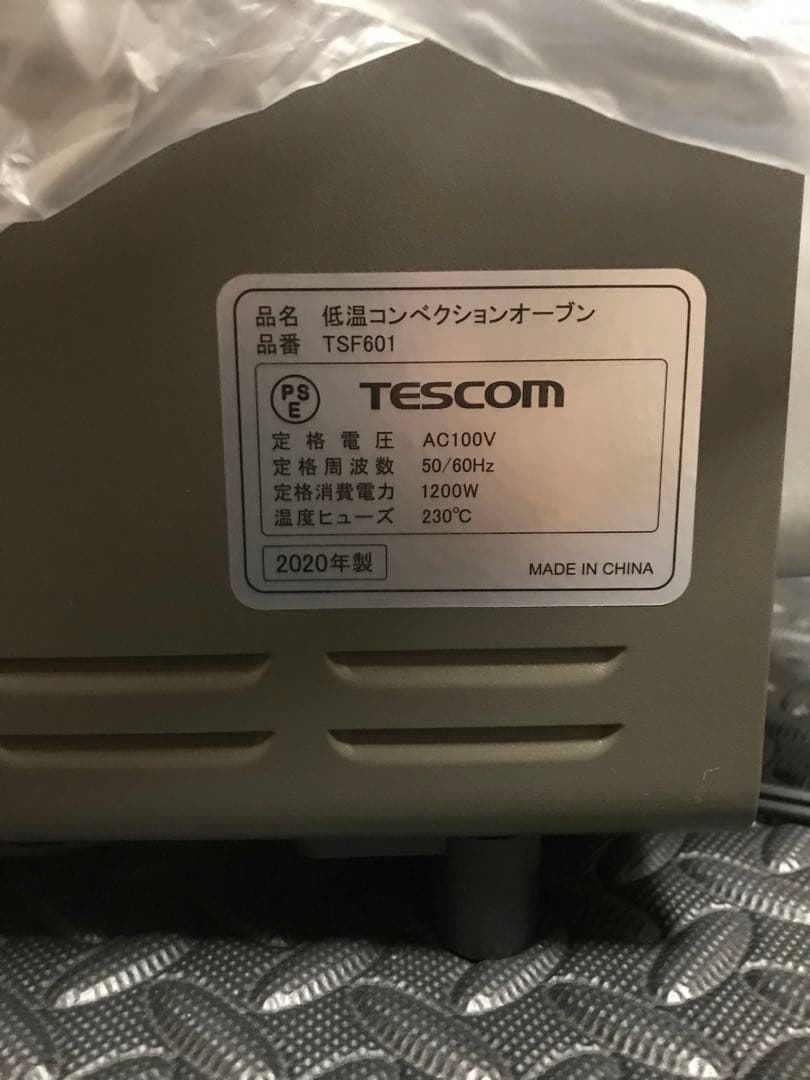 品名 低温コンベクションオーブン
品番 TSF601
PS
E
TESCOM
定格電圧 AC100V
定格周波数 50/60Hz
定格消費電力 1200W
温度ヒューズ 230℃
2020年製 MADE IN CHINA